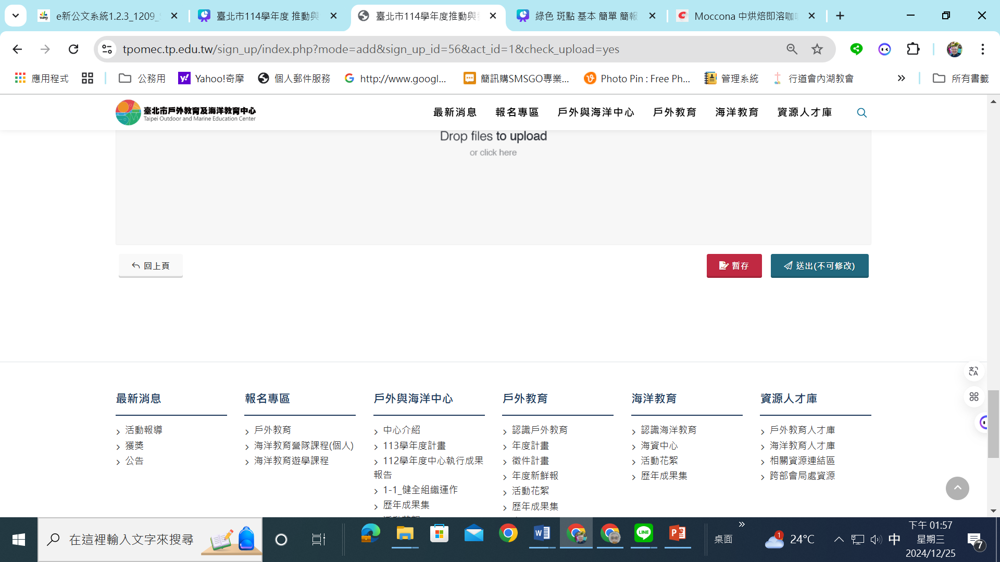 e新公文系統1.2.3_1209_
臺北市114學年度 推動與
臺北市114學年度推動與
綠色 斑點 基本 簡單 簡報
Moccona 中烘焙即溶咖
tpomec.tp.edu.tw/sign_up/index.php?mode=add&sign_up_id=56&act_id=1&check_upload=yes
應用程式
公務用
Yahoo!奇摩
個人郵件服務
http://www.googl...
簡訊購SMSGO專業...
Photo Pin : Free Ph...
管理系統
行道會內湖教會
所有書籤
臺北市戶外教育及海洋教育中心
Taipei Outdoor and Marine Education Center
最新消息
報名專區
戶外與海洋中心
戶外教育
海洋教育
資源人才庫
Drop files to upload
or click here
回上頁
暫存
送出(不可修改)
最新消息
活動報導
獲獎
公告
報名專區
戶外教育
海洋教育營隊課程(個人)
海洋教育遊學課程
戶外與海洋中心
中心介紹
113學年度計畫
112學年度中心執行成果
報告
1-1_健全組織運作
歷年成果集
戶外教育
認識戶外教育
年度計畫
徵件計畫
年度新鮮報
活動花絮
歷年成果集
海洋教育
認識海洋教育
海資中心
活動花絮
歷年成果集
資源人才庫
戶外教育人才庫
海洋教育人才庫
相關資源連結區
跨部會局處資源
在這裡輸入文字來搜尋
桌面
1
24°C
中
下午 01:57
星期三
2024/12/25
7